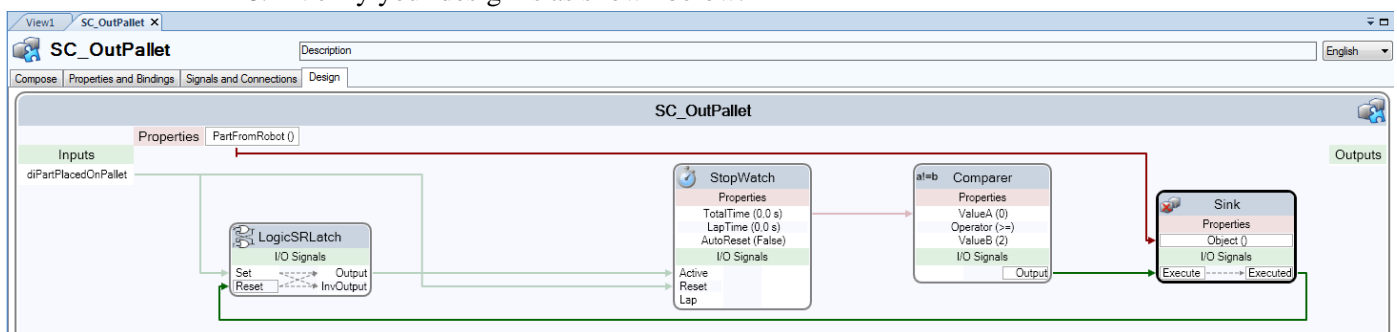 View1 SC_OutPallet
SC_OutPallet Description English
Compose Properties and Bindings Signals and Connections Design
SC_OutPallet
Properties PartFromRobot ()
Inputs Outputs
diPartPlacedOnPallet
LogicSRLatch
I/O Signals
Set Output
Reset InvOutput
StopWatch
Properties
TotalTime (0,0 s)
LapTime (0,0 s)
AutoReset (False)
I/O Signals
Active
Reset
Lap
a!=b Comparer
Properties
ValueA (0)
Operator (>=)
ValueB (2)
I/O Signals
Output
Sink
Properties
Object ()
I/O Signals
Execute Executed